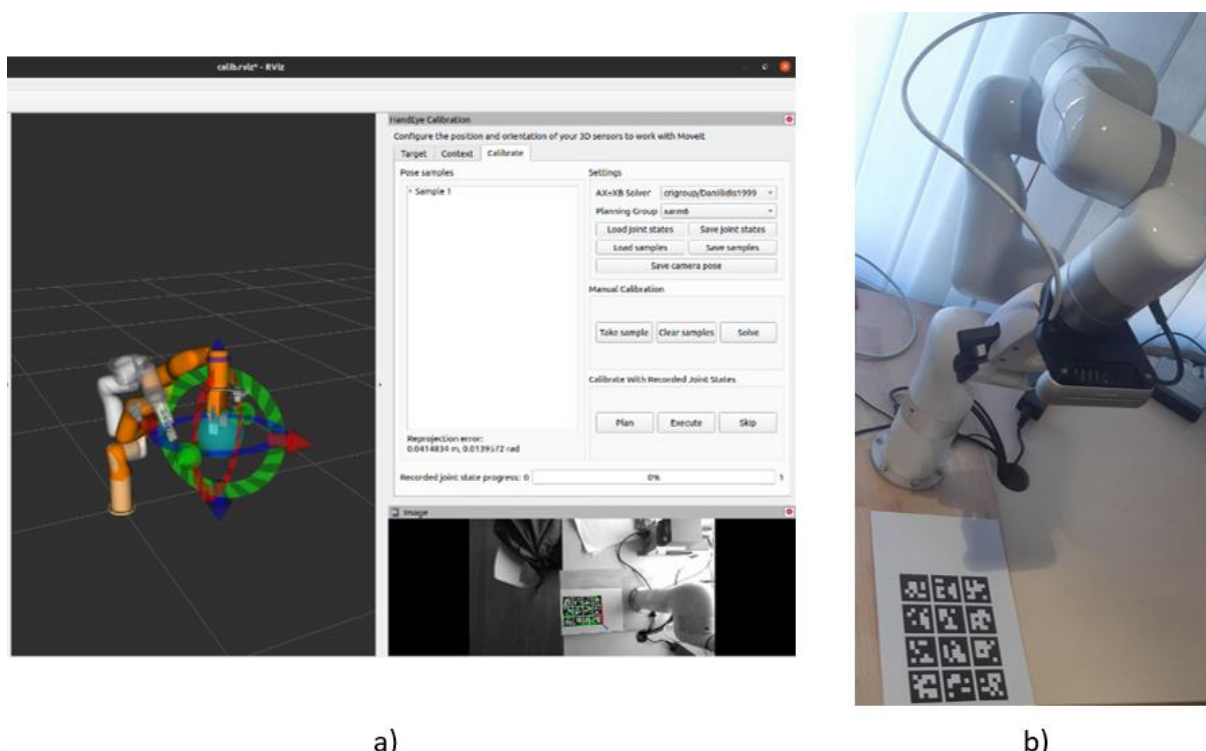 calib.rviz* - RViz
HandEye Calibration
Configure the position and orientation of your 3D sensors to work with MoveIt
Target Context Calibrate
Pose samples
Sample 1
Reprojection error:
0.0414834 m, 0.0139572 rad
Settings
AX=XB Solver crigroup/Daniilidis1999
Planning Group xarm6
Load joint states Save joint states
Load samples Save samples
Save camera pose
Manual Calibration
Take sample Clear samples Solve
Calibrate With Recorded Joint States
Plan Execute Skip
Recorded joint state progress: 0 0% 1
Image
a)
b)